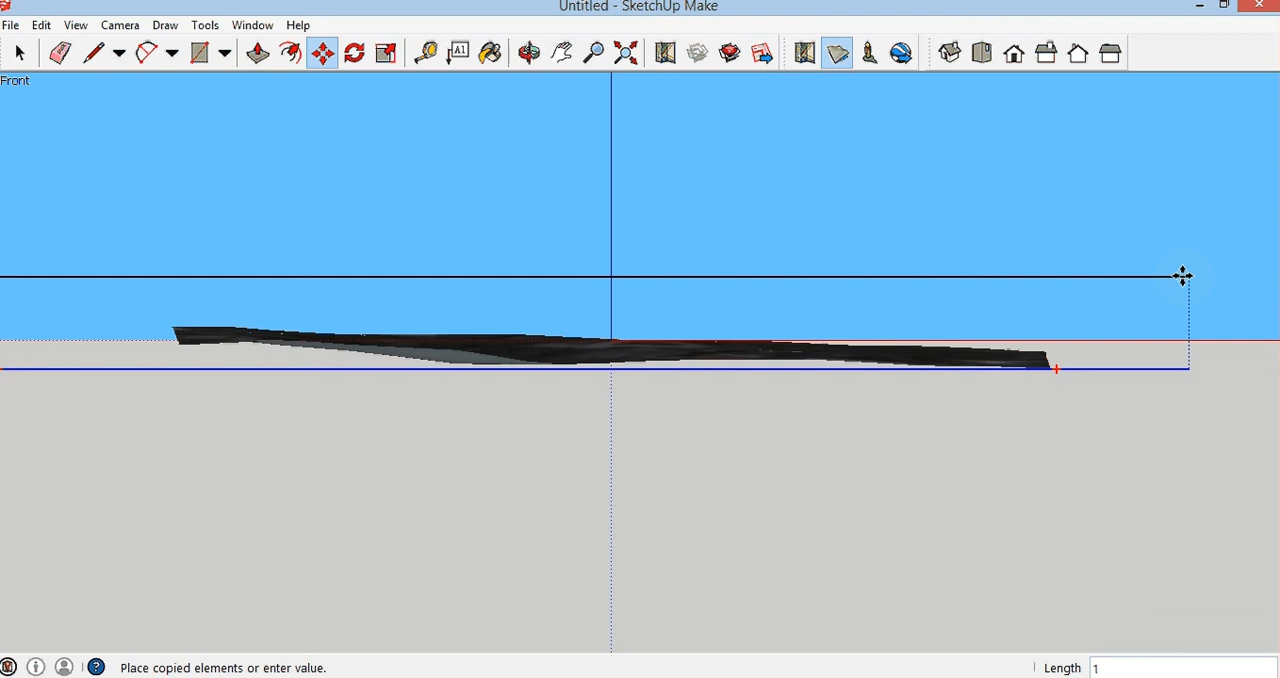 Untitled - SketchUp Make
File Edit View Camera Draw Tools Window Help
A1
Front
Place copied elements or enter value.
Length 1